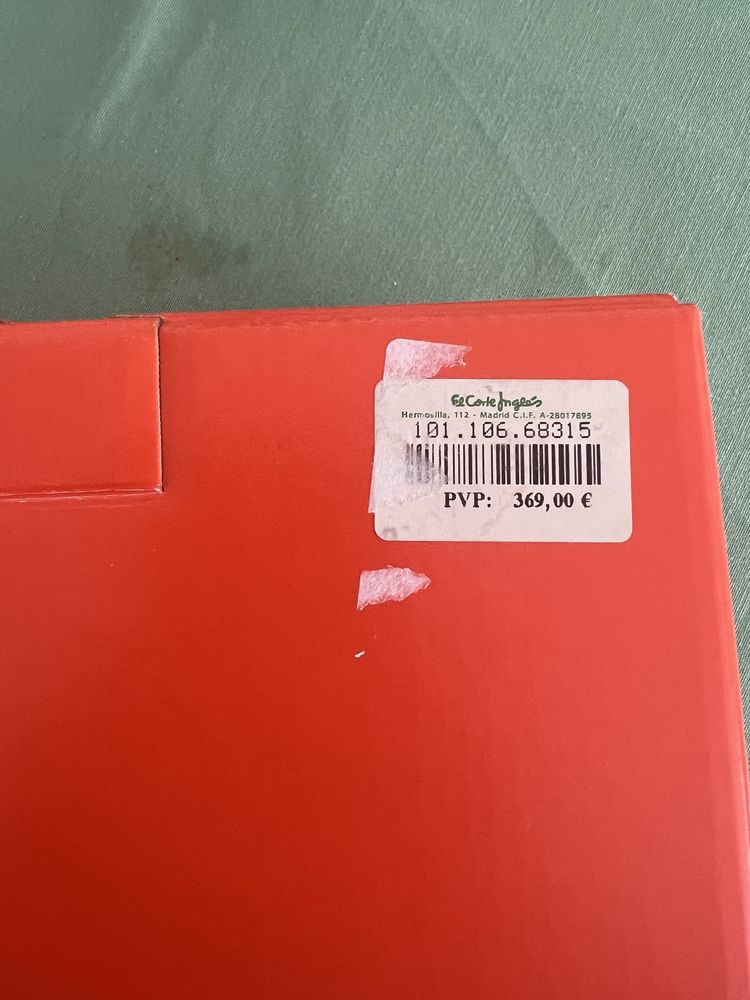 El Corte Inglés
Hermosilla, 112 - Madrid C.I.F. A-28017895
101.106.68315
PVP: 369,00 €